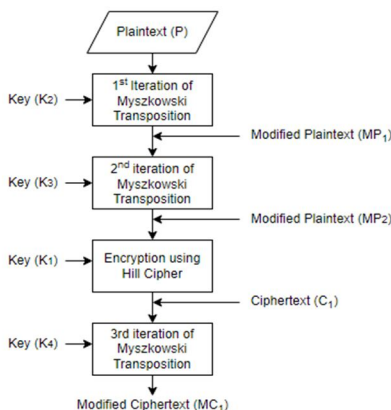 Plaintext (P)
Key (K₂)
1ˢᵗ Iteration of
Myszkowski
Transposition
Modified Plaintext (MP₁)
Key (K₃)
2ⁿᵈ iteration of
Myszkowski
Transposition
Modified Plaintext (MP₂)
Key (K₁)
Encryption using
Hill Cipher
Ciphertext (C₁)
Key (K₄)
3rd iteration of
Myszkowski
Transposition
Modified Ciphertext (MC₁)